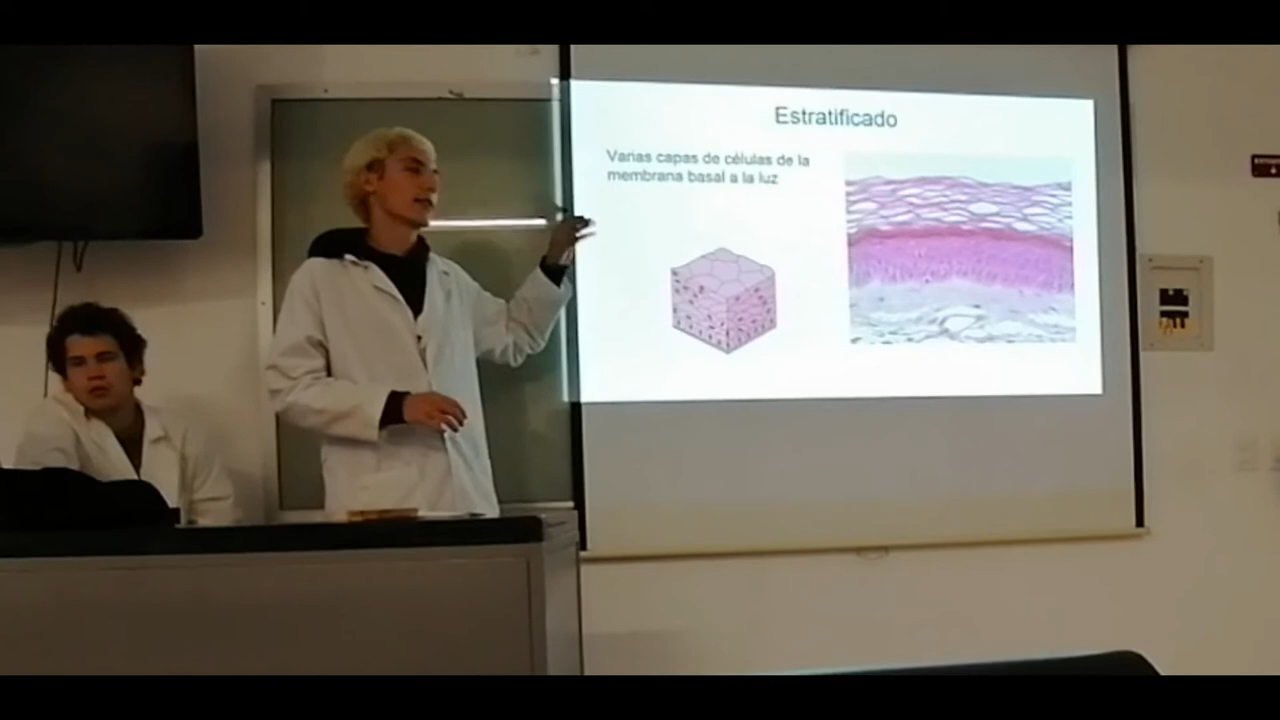 Estratificado
Varias capas de células de la
membrana basal a la luz